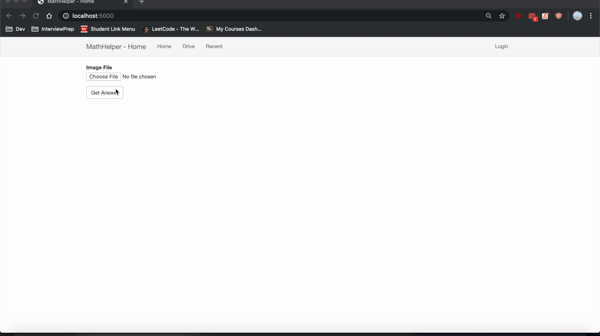 MathHelper - Home
localhost:5000
Dev InterviewPrep Student Link Menu LeetCode - The W... My Courses Dash...
MathHelper - Home Home Drive Recent Login
Image File
Choose File No file chosen
Get Answer